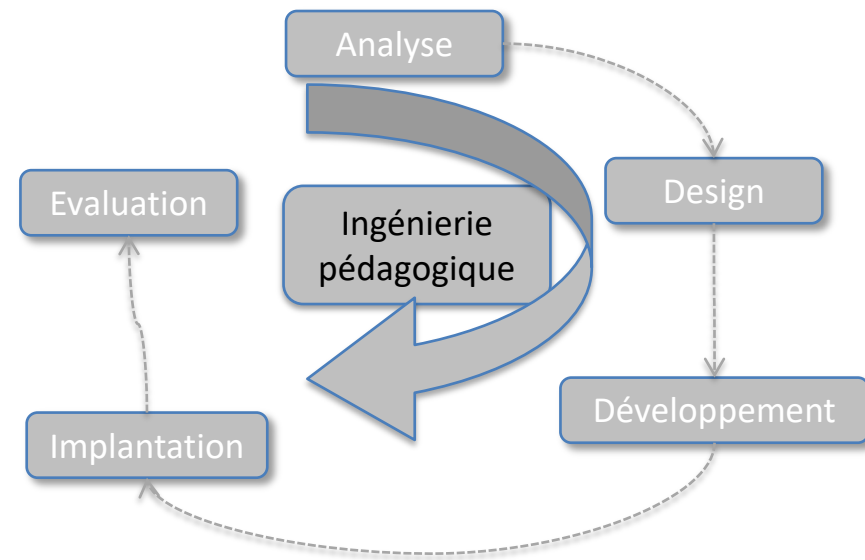 Analyse
Design
Evaluation
Ingénierie
pédagogique
Développement
Implantation